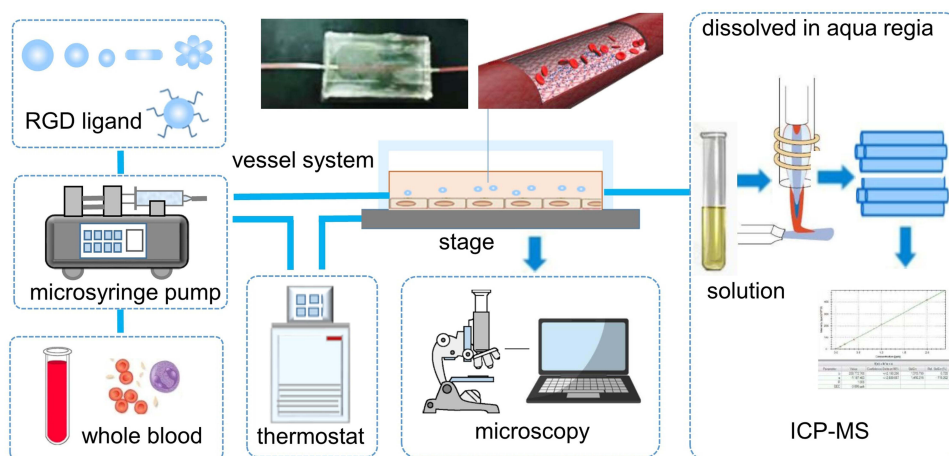 RGD ligand
microsyringe pump
whole blood
vessel system
stage
thermostat
microscopy
dissolved in aqua regia
solution
ICP-MS